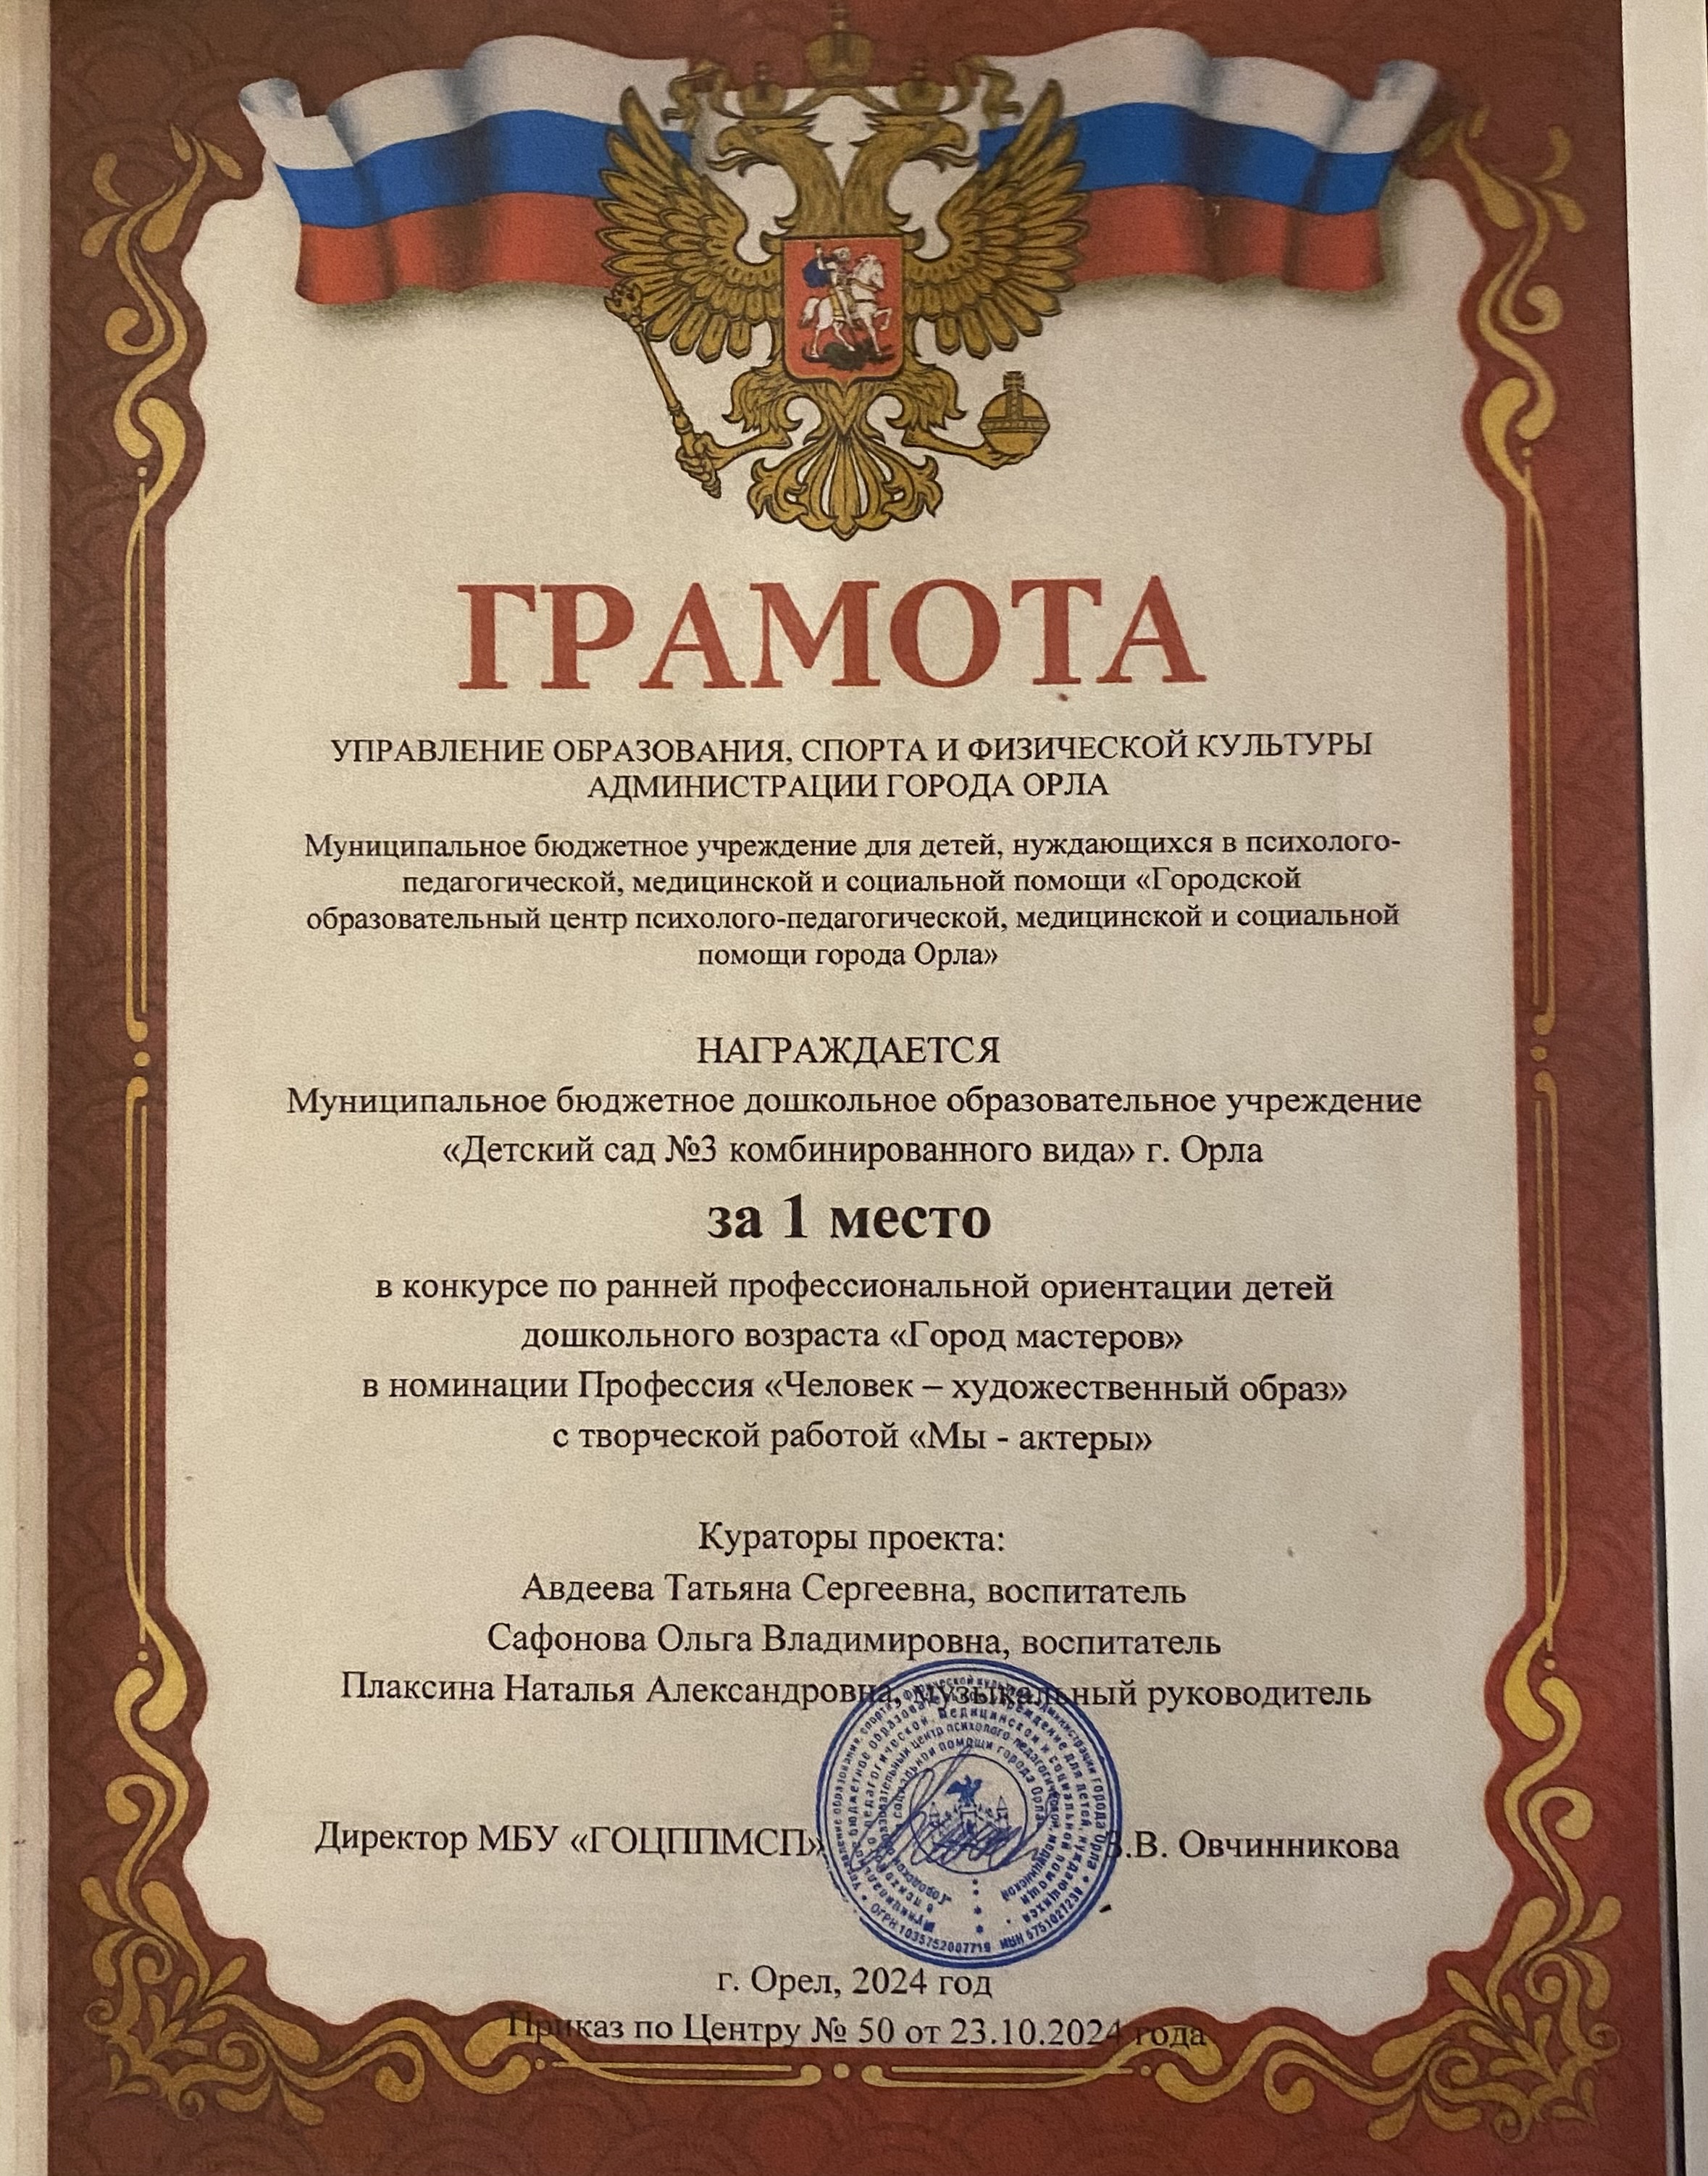 ГРАМОТА
УПРАВЛЕНИЕ ОБРАЗОВАНИЯ, СПОРТА И ФИЗИЧЕСКОЙ КУЛЬТУРЫ
АДМИНИСТРАЦИИ ГОРОДА ОРЛА
Муниципальное бюджетное учреждение для детей, нуждающихся в психолого-
педагогической, медицинской и социальной помощи «Городской
образовательный центр психолого-педагогической, медицинской и социальной
помощи города Орла»
НАГРАЖДАЕТСЯ
Муниципальное бюджетное дошкольное образовательное учреждение
«Детский сад №3 комбинированного вида» г. Орла
за 1 место
в конкурсе по ранней профессиональной ориентации детей
дошкольного возраста «Город мастеров»
в номинации Профессия «Человек – художественный образ»
с творческой работой «Мы - актеры»
Кураторы проекта:
Авдеева Татьяна Сергеевна, воспитатель
Сафонова Ольга Владимировна, воспитатель
Плаксина Наталья Александровна, музыкальный руководитель
Директор МБУ «ГОЦППМСП» В. Овчинникова
ОГРН 1035752007719 ИНН 5751027230
г. Орел, 2024 год
Приказ по Центру № 50 от 23.10.2024 года